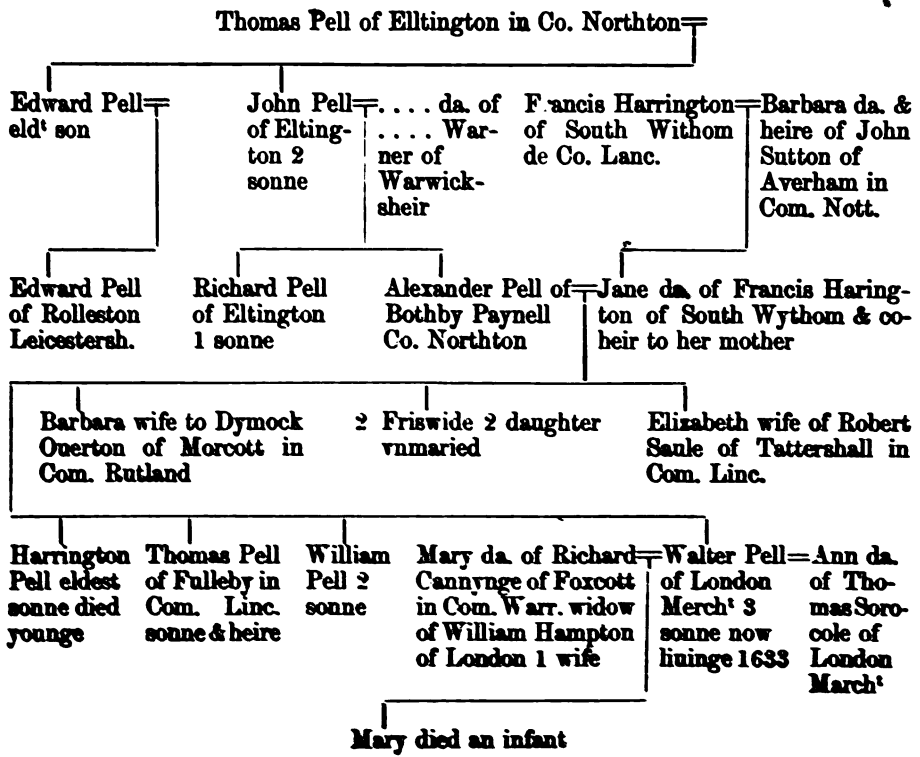 Thomas Pell of Elltington in Co. Northton
Edward Pell
eldᵗ son
John Pell
of Elting-
ton 2
sonne
.... da. of
.... War-
ner of
Warwick-
sheir
Francis Harrington
of South Withom
de Co. Lanc.
Barbara da. &
heire of John
Sutton of
Averham in
Com. Nott.
Edward Pell
of Rolleston
Leicestersh.
Richard Pell
of Eltington
1 sonne
Alexander Pell of
Bothby Paynell
Co. Northton
Jane da. of Francis Haring-
ton of South Wythom & co-
heir to her mother
Barbara wife to Dymock
Ouerton of Morcott in
Com. Rutland
2 Friswide 2 daughter
vnmaried
Elizabeth wife of Robert
Saule of Tattershall in
Com. Linc.
Harrington
Pell eldest
sonne died
younge
Thomas Pell
of Fulleby in
Com. Linc.
sonne & heire
William
Pell 2
sonne
Mary da. of Richard
Cannynge of Foxcott
in Com. Warr. widow
of William Hampton
of London 1 wife
Walter Pell
of London
Merchᵗ 3
sonne now
liuinge 1633
Ann da.
of Tho-
mas Soro-
cole of
London
Marchᵗ
Mary died an infant